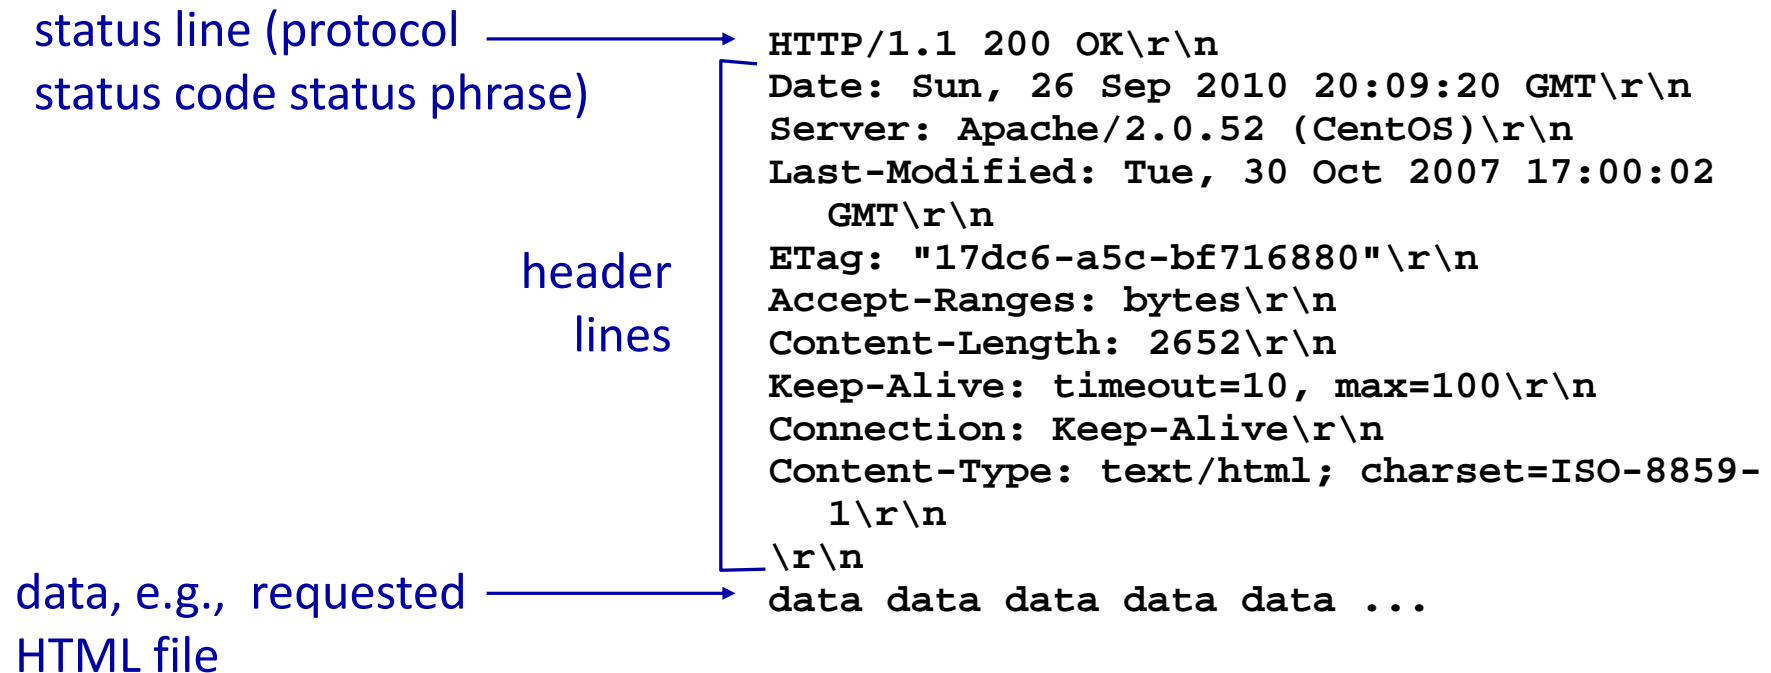 status line (protocol
status code status phrase)
header
lines
data, e.g., requested
HTML file
HTTP/1.1 200 OK\r\n
Date: Sun, 26 Sep 2010 20:09:20 GMT\r\n
Server: Apache/2.0.52 (CentOS)\r\n
Last-Modified: Tue, 30 Oct 2007 17:00:02
GMT\r\n
ETag: "17dc6-a5c-bf716880"\r\n
Accept-Ranges: bytes\r\n
Content-Length: 2652\r\n
Keep-Alive: timeout=10, max=100\r\n
Connection: Keep-Alive\r\n
Content-Type: text/html; charset=ISO-8859-
1\r\n
\r\n
data data data data data ...